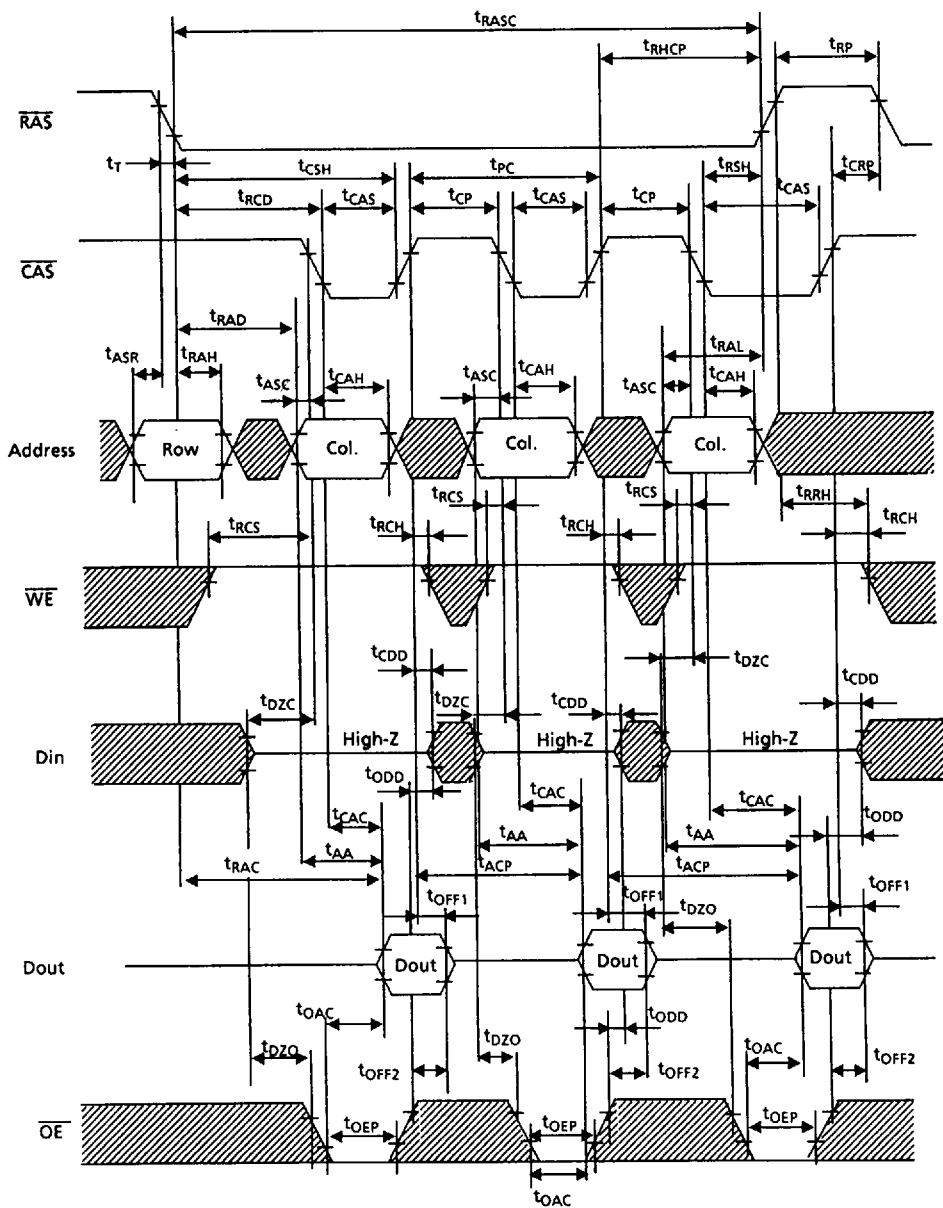 tRASC
tRHCP
tRP
RAS
tT
tCSH
tPC
tRSH
tCRP
tRCD
tCAS
tCP
tCAS
tCP
tCAS
CAS
tRAD
tRAL
tASR
tRAH
tASC
tCAH
tASC
tCAH
tASC
tCAH
Address
Row
Col.
Col.
Col.
tRCS
tRCS
tRRH
tRCS
tRCH
tRCH
tRCH
WE
tCDD
tDZC
tCDD
tDZC
tDZC
tCDD
Din
High-Z
High-Z
High-Z
tODD
tCAC
tCAC
tCAC
tODD
tAA
tAA
tAA
tRAC
tACP
tACP
tOFF1
tOFF1
tOFF1
tDZO
Dout
Dout
Dout
Dout
tOAC
tODD
tDZO
tDZO
tOAC
tOFF2
tOFF2
tOFF2
OE
tOEP
tOEP
tOEP
tOAC